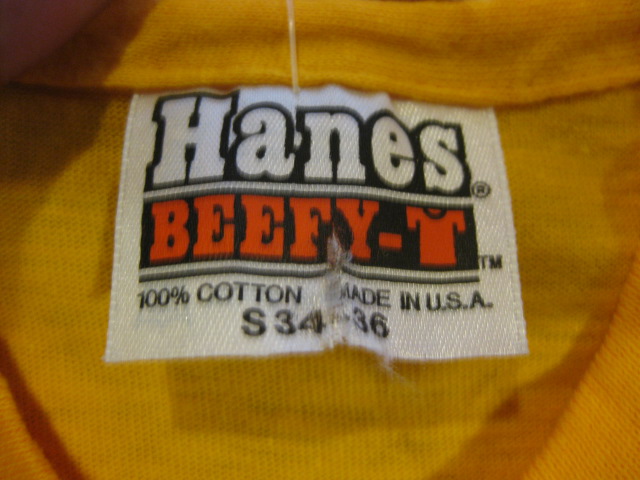 Hanes®
BEEFY-T™
100% COTTON MADE IN U.S.A.
S 34-36